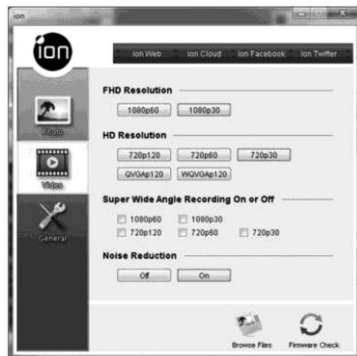 ion
ion
ion Web ion Cloud ion Facebook ion Twitter
FHD Resolution
1080p60 1080p30
Photo
HD Resolution
720p120 720p60 720p30
QVGAp120 WQVGAp120
Video
Super Wide Angle Recording On or Off
1080p60 1080p30
720p120 720p60 720p30
General
Noise Reduction
Off On
Browse Files Firmware Check